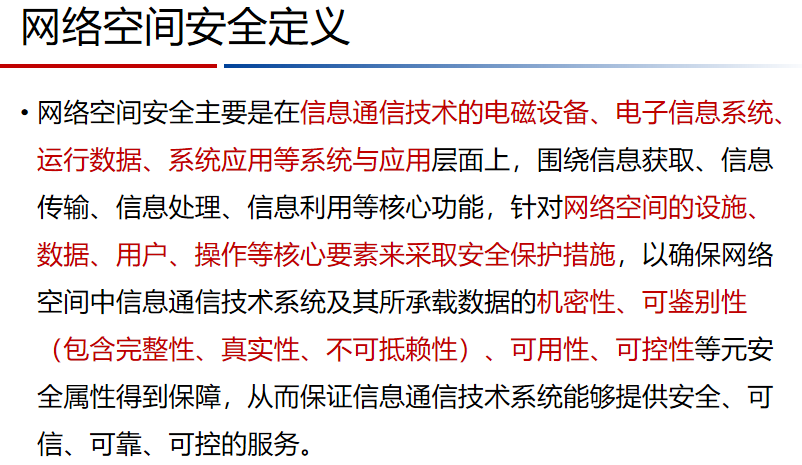 网络空间安全定义
• 网络空间安全主要是在信息通信技术的电磁设备、电子信息系统、
运行数据、系统应用等系统与应用层面上，围绕信息获取、信息
传输、信息处理、信息利用等核心功能，针对网络空间的设施、
数据、用户、操作等核心要素来采取安全保护措施，以确保网络
空间中信息通信技术系统及其所承载数据的机密性、可鉴别性
（包含完整性、真实性、不可抵赖性）、可用性、可控性等元安
全属性得到保障，从而保证信息通信技术系统能够提供安全、可
信、可靠、可控的服务。